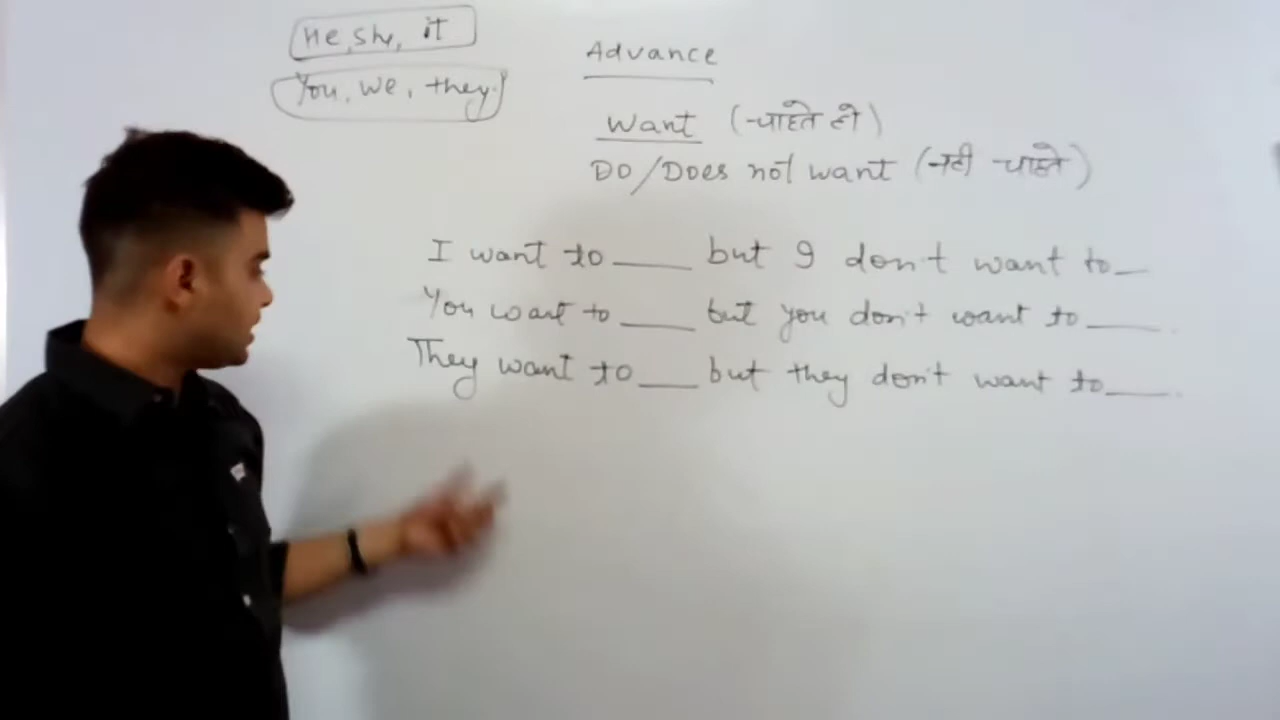 He, she, it
You, we, they.
Advance
Want (चाहते हो)
DO/Does not want (नही चाहते)
I want to ___ but I don't want to __
You want to ___ but you don't want to ___.
They want to ___ but they don't want to ___.